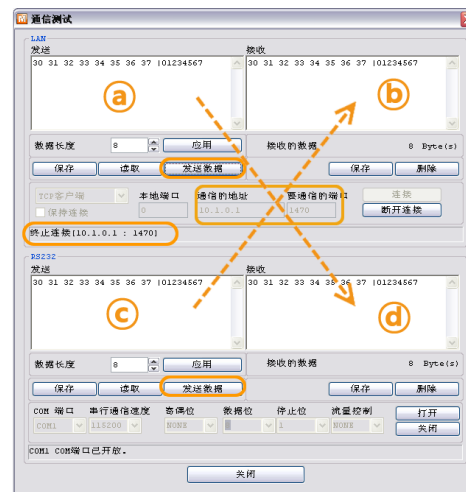 通信测试
LAN
发送 接收
30 31 32 33 34 35 36 37 |01234567 30 31 32 33 34 35 36 37 |01234567
ⓐ ⓑ
数据长度 8 应用 接收的数据 8 Byte(s)
保存 读取 发送数据 保存 删除
TCP客户端 本地端口 通信的地址 要通信的端口 连接
保持连接 0 10.1.0.1 1470 断开连接
终止连接[10.1.0.1 : 1470]
RS232
发送 接收
30 31 32 33 34 35 36 37 |01234567 30 31 32 33 34 35 36 37 |01234567
ⓒ ⓓ
数据长度 8 应用 接收的数据 8 Byte(s)
保存 读取 发送数据 保存 删除
COM 端口 串行通信速度 奇偶位 数据位 停止位 流量控制 打开
COM1 115200 NONE 1 NONE 关闭
COM1 COM端口已开放.
关闭